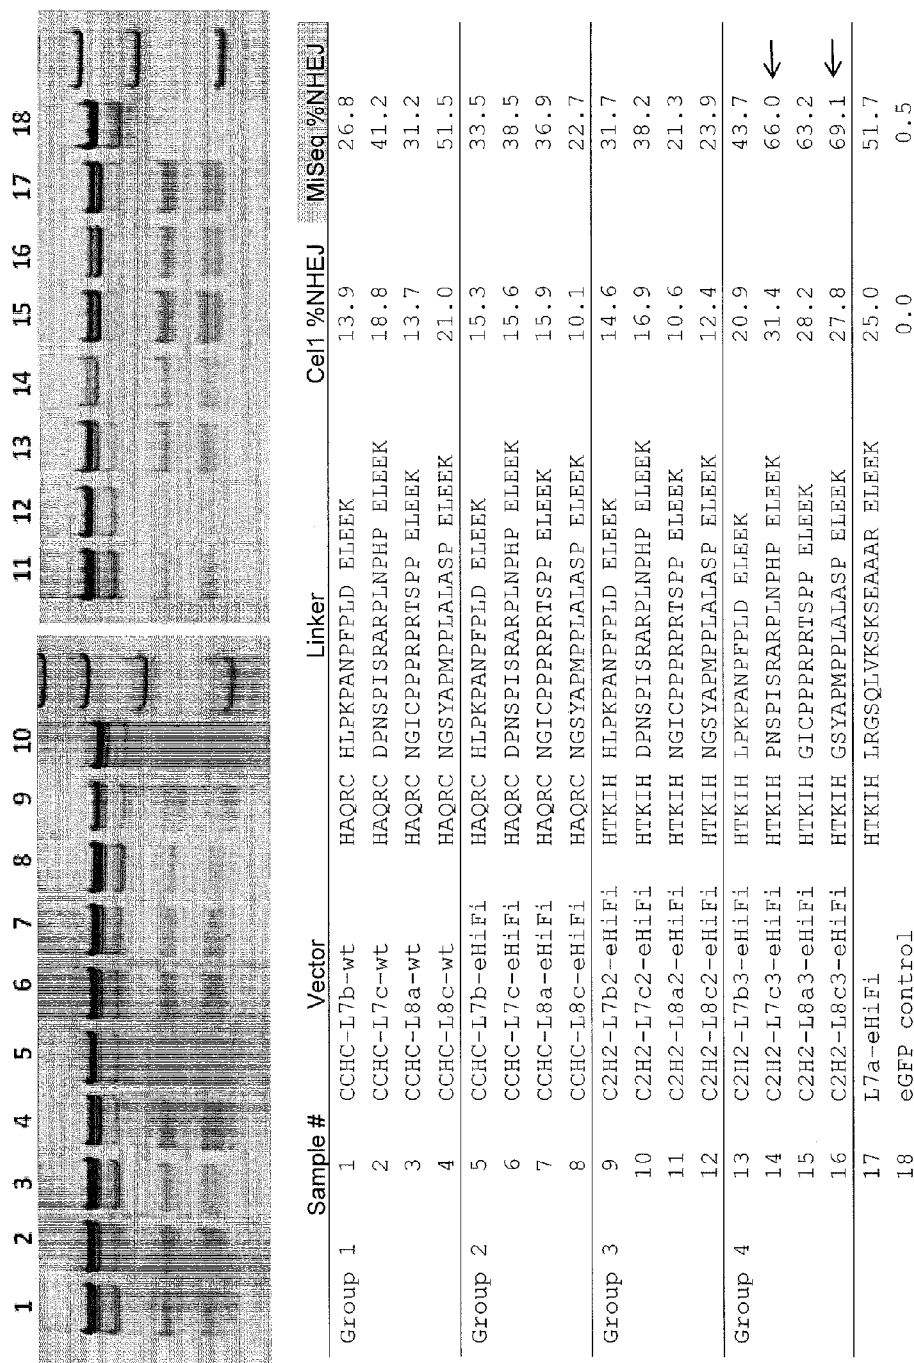 1 2 3 4 5 6 7 8 9 10 11 12 13 14 15 16 17 18
Sample # Vector Linker Cel1 %NHEJ MiSeq %NHEJ
Group 1 1 CCHC-L7b-wt HAQRC HLPKPANPFPLD ELEEK 13.9 26.8
2 CCHC-L7c-wt HAQRC DPNSPISRARPLNPHP ELEEK 18.8 41.2
3 CCHC-L8a-wt HAQRC NGICPPPRPRTSPP ELEEK 13.7 31.2
4 CCHC-L8c-wt HAQRC NGSYAPMPPLALASP ELEEK 21.0 51.5
Group 2 5 CCHC-L7b-eHiFi HAQRC HLPKPANPFPLD ELEEK 15.3 33.5
6 CCHC-L7c-eHiFi HAQRC DPNSPISRARPLNPHP ELEEK 15.6 38.5
7 CCHC-L8a-eHiFi HAQRC NGICPPPRPRTSPP ELEEK 15.9 36.9
8 CCHC-L8c-eHiFi HAQRC NGSYAPMPPLALASP ELEEK 10.1 22.7
Group 3 9 C2H2-L7b2-eHiFi HTKIH HLPKPANPFPLD ELEEK 14.6 31.7
10 C2H2-L7c2-eHiFi HTKIH DPNSPISRARPLNPHP ELEEK 16.9 38.2
11 C2H2-L8a2-eHiFi HTKIH NGICPPPRPRTSPP ELEEK 10.6 21.3
12 C2H2-L8c2-eHiFi HTKIH NGSYAPMPPLALASP ELEEK 12.4 23.9
Group 4 13 C2H2-L7b3-eHiFi HTKIH LPKPANPFPLD ELEEK 20.9 43.7
14 C2H2-L7c3-eHiFi HTKIH PNSPISRARPLNPHP ELEEK 31.4 66.0 ←
15 C2H2-L8a3-eHiFi HTKIH GICPPPRPRTSPP ELEEK 28.2 63.2
16 C2H2-L8c3-eHiFi HTKIH GSYAPMPPLALASP ELEEK 27.8 69.1 ←
17 L7a-eHiFi HTKIH LRGSQLVKSKSEAAAR ELEEK 25.0 51.7
18 eGFP control 0.0 0.5